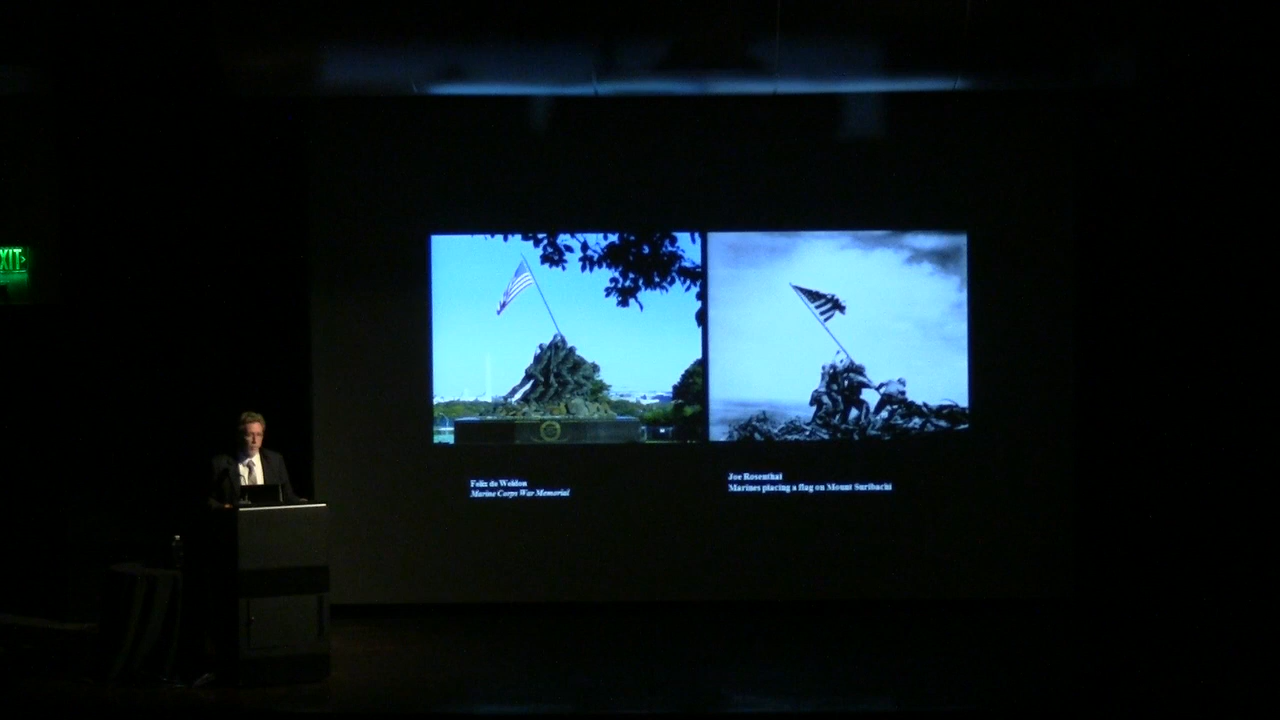 EXIT
Felix de Weldon
Marine Corps War Memorial
Joe Rosenthal
Marines placing a flag on Mount Suribachi